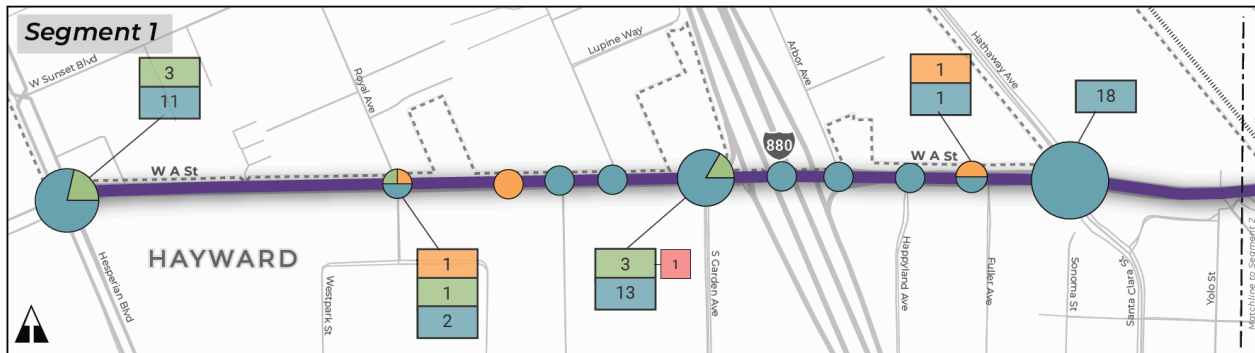 Segment 1
W Sunset Blvd
3
11
Royal Ave
Lupine Way
Arbor Ave
1
1
Hathaway Ave
18
880
W A St
W A St
HAYWARD
Hesperian Blvd
Westpark St
1
1
2
3
1
13
S Garden Ave
Happyland Ave
Fuller Ave
Sonoma St
Santa Clara St
Yolo St
Matchline to Segment 2